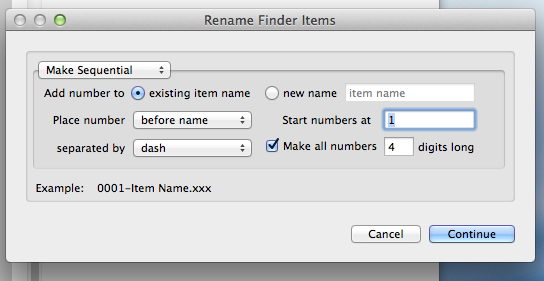 Rename Finder Items
Make Sequential
Add number to existing item name new name item name
Place number before name Start numbers at 1
separated by dash Make all numbers 4 digits long
Example: 0001-Item Name.xxx
Cancel Continue